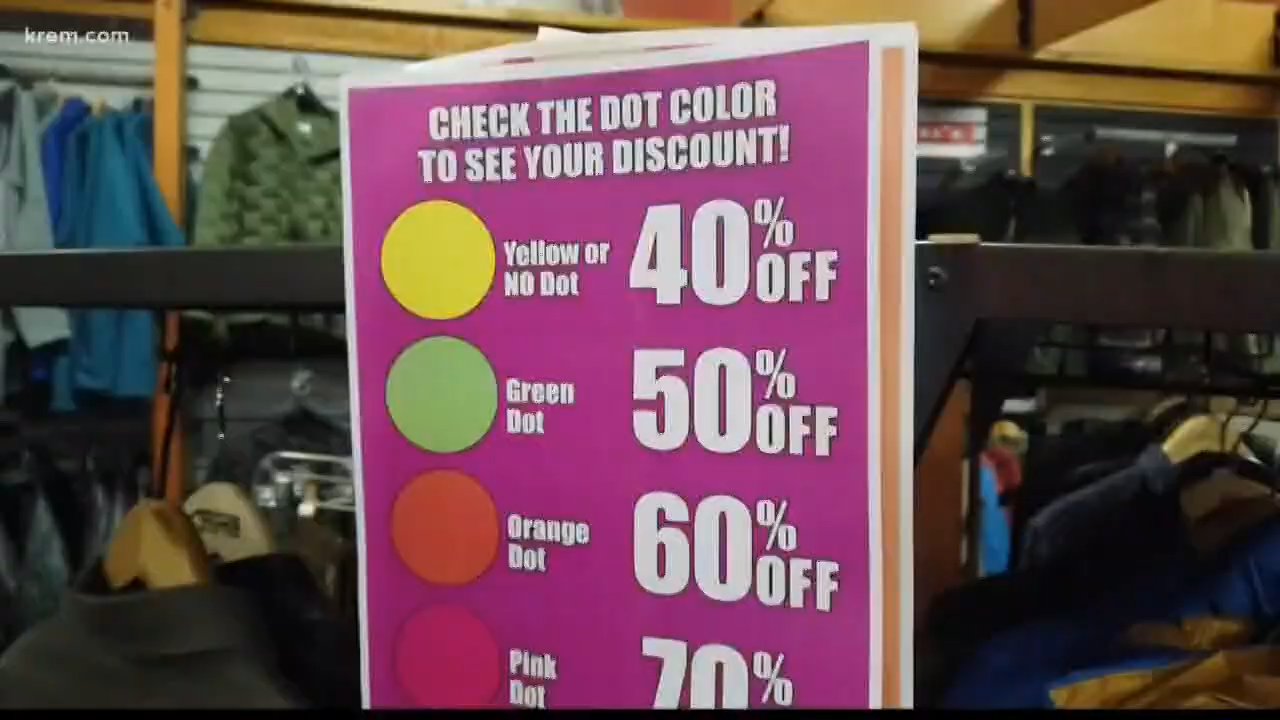 krem.com
CHECK THE DOT COLOR
TO SEE YOUR DISCOUNT!
Yellow or
NO Dot
40% OFF
Green
Dot
50% OFF
Orange
Dot
60% OFF
Pink
Dot
70%